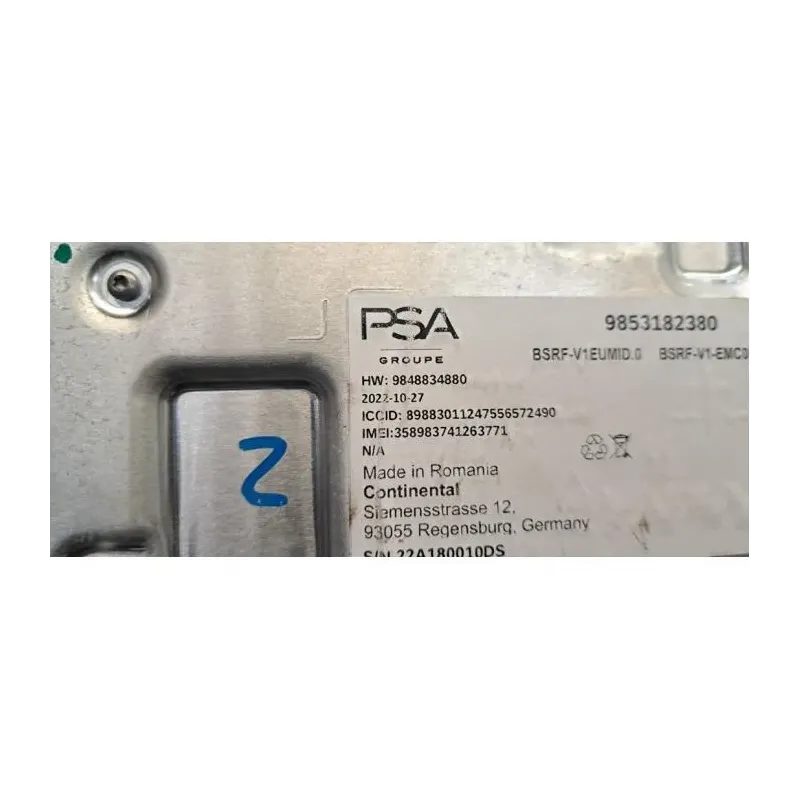 PSA
GROUPE
9853182380
BSRF-V1EUMID.0 BSRF-V1-EMC0
HW: 9848834880
2022-10-27
ICCID: 89883011247556572490
IMEI:358983741263771
N/A
Made in Romania
Continental
Siemensstrasse 12,
93055 Regensburg, Germany
S/N 22A180010DS
2